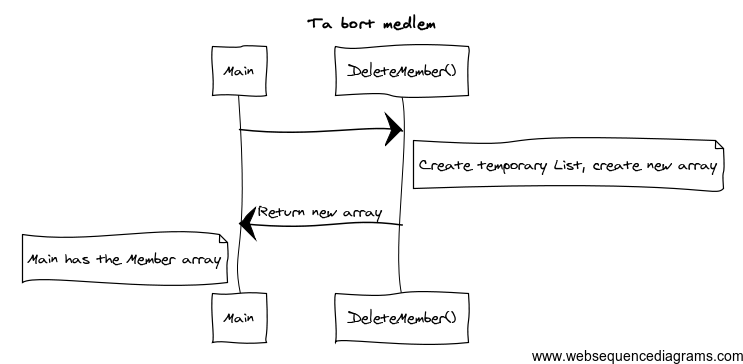 Ta bort medlem
Main
DeleteMember()
Create temporary List, create new array
Return new array
Main has the Member array
Main
DeleteMember()
www.websequencediagrams.com